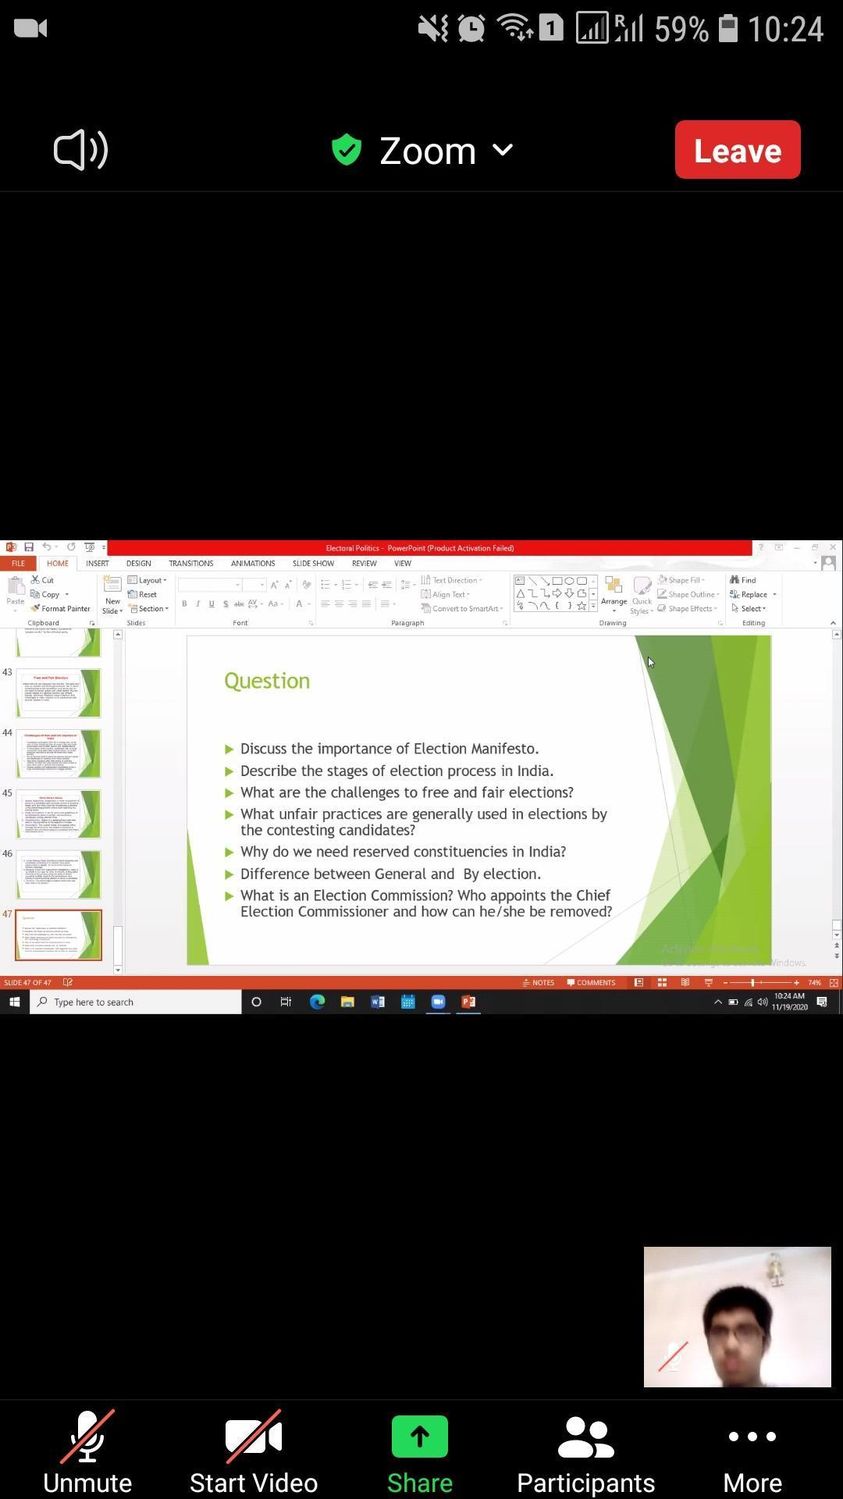 1 R 59% 10:24
Zoom
Leave
Electoral Politics - PowerPoint (Product Activation Failed)
FILE HOME INSERT DESIGN TRANSITIONS ANIMATIONS SLIDE SHOW REVIEW VIEW
Cut Layout Text Direction Shape Fill Find
Paste Copy New Reset Align Text Arrange Quick Shape Outline Replace
Format Painter Slide Section B I U S abc AV Aa A Convert to SmartArt Styles Shape Effects Select
Clipboard Slides Font Paragraph Drawing Editing
43
44
45
46
47
Question
Discuss the importance of Election Manifesto.
Describe the stages of election process in India.
What are the challenges to free and fair elections?
What unfair practices are generally used in elections by
the contesting candidates?
Why do we need reserved constituencies in India?
Difference between General and By election.
What is an Election Commission? Who appoints the Chief
Election Commissioner and how can he/she be removed?
SLIDE 47 OF 47 NOTES COMMENTS 74%
Type here to search 10:24 AM
11/19/2020
Unmute Start Video Share Participants More